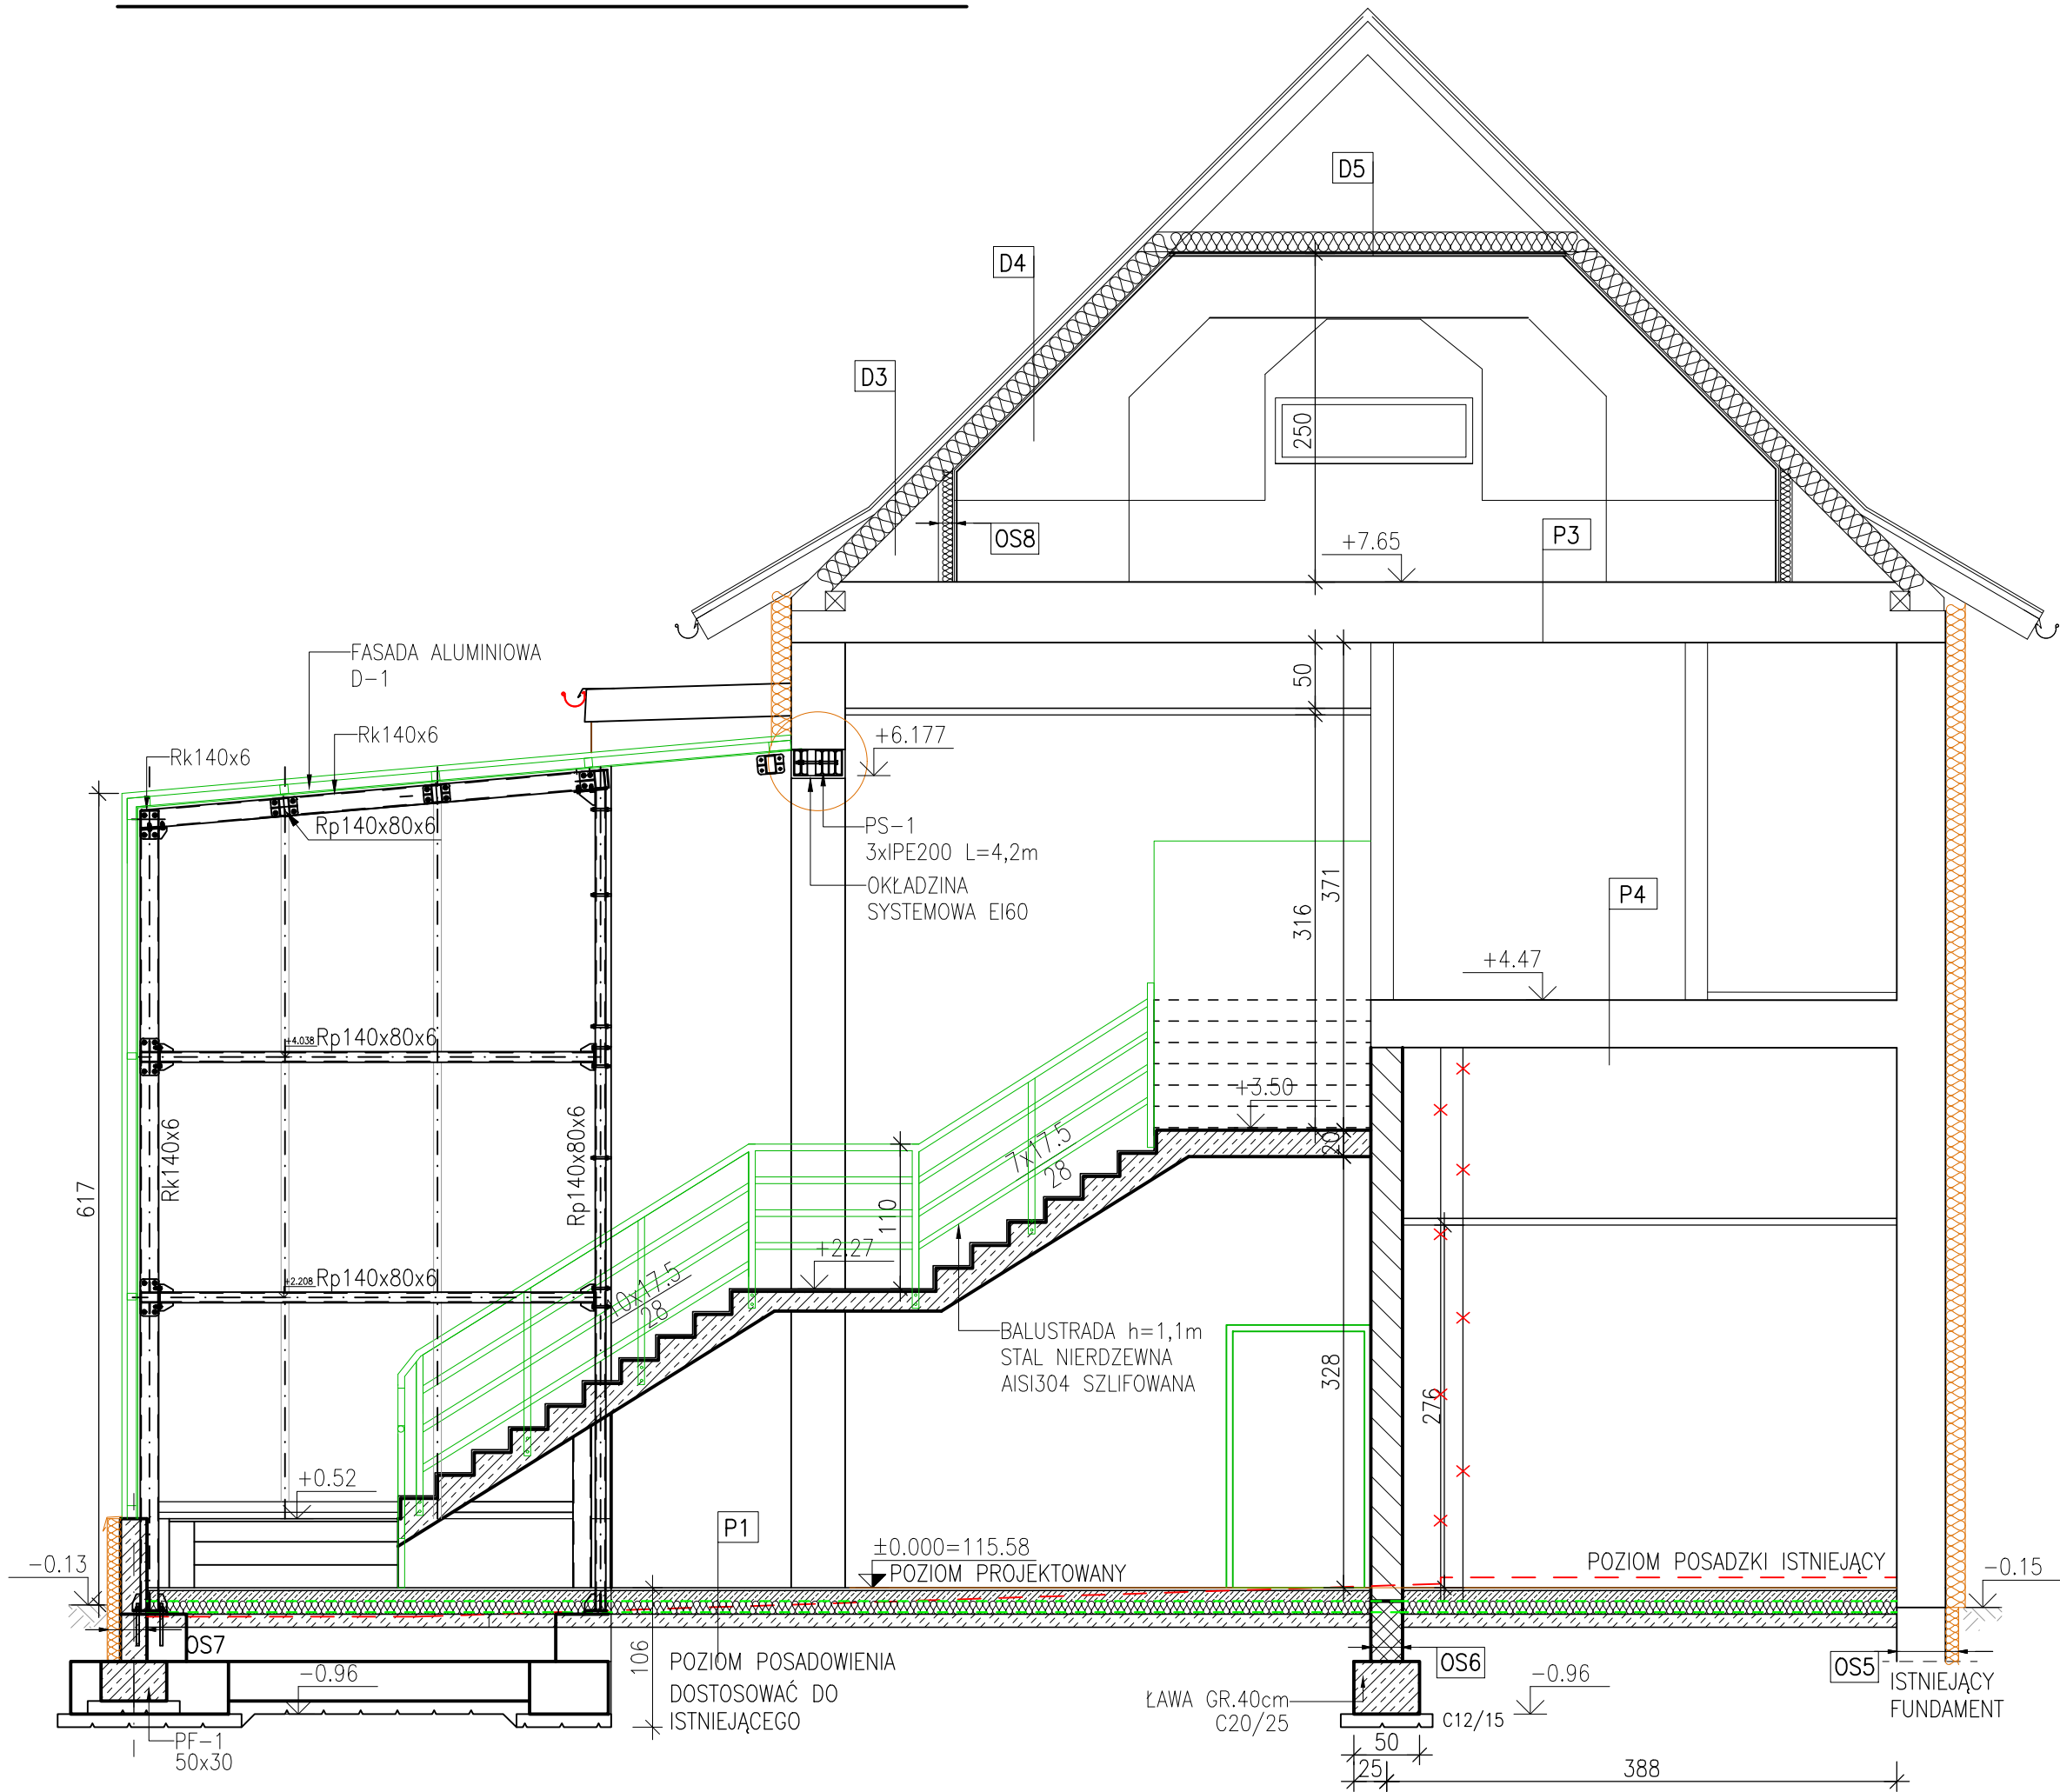 D5
D4
D3
250
OS8
+7.65
P3
FASADA ALUMINIOWA
D-1
50
Rk140x6
Rk140x6
+6.177
Rp140x80x6
PS-1
3xIPE200 L=4,2m
OKŁADZINA
SYSTEMOWA EI60
371
316
P4
+4.47
+4.038
Rp140x80x6
+3.50
20
7x17.5
28
Rk140x6
Rp140x80x6
617
110
+2.27
+2.208
Rp140x80x6
10x17.5
28
BALUSTRADA h=1,1m
STAL NIERDZEWNA
AISI304 SZLIFOWANA
328
276
+0.52
P1
±0.000=115.58
POZIOM PROJEKTOWANY
POZIOM POSADZKI ISTNIEJĄCY
-0.13
-0.15
OS7
106
POZIOM POSADOWIENIA
DOSTOSOWAĆ DO
ISTNIEJĄCEGO
-0.96
OS6
OS5
ISTNIEJĄCY
FUNDAMENT
ŁAWA GR.40cm
C20/25
-0.96
C12/15
PF-1
50x30
50
25
388